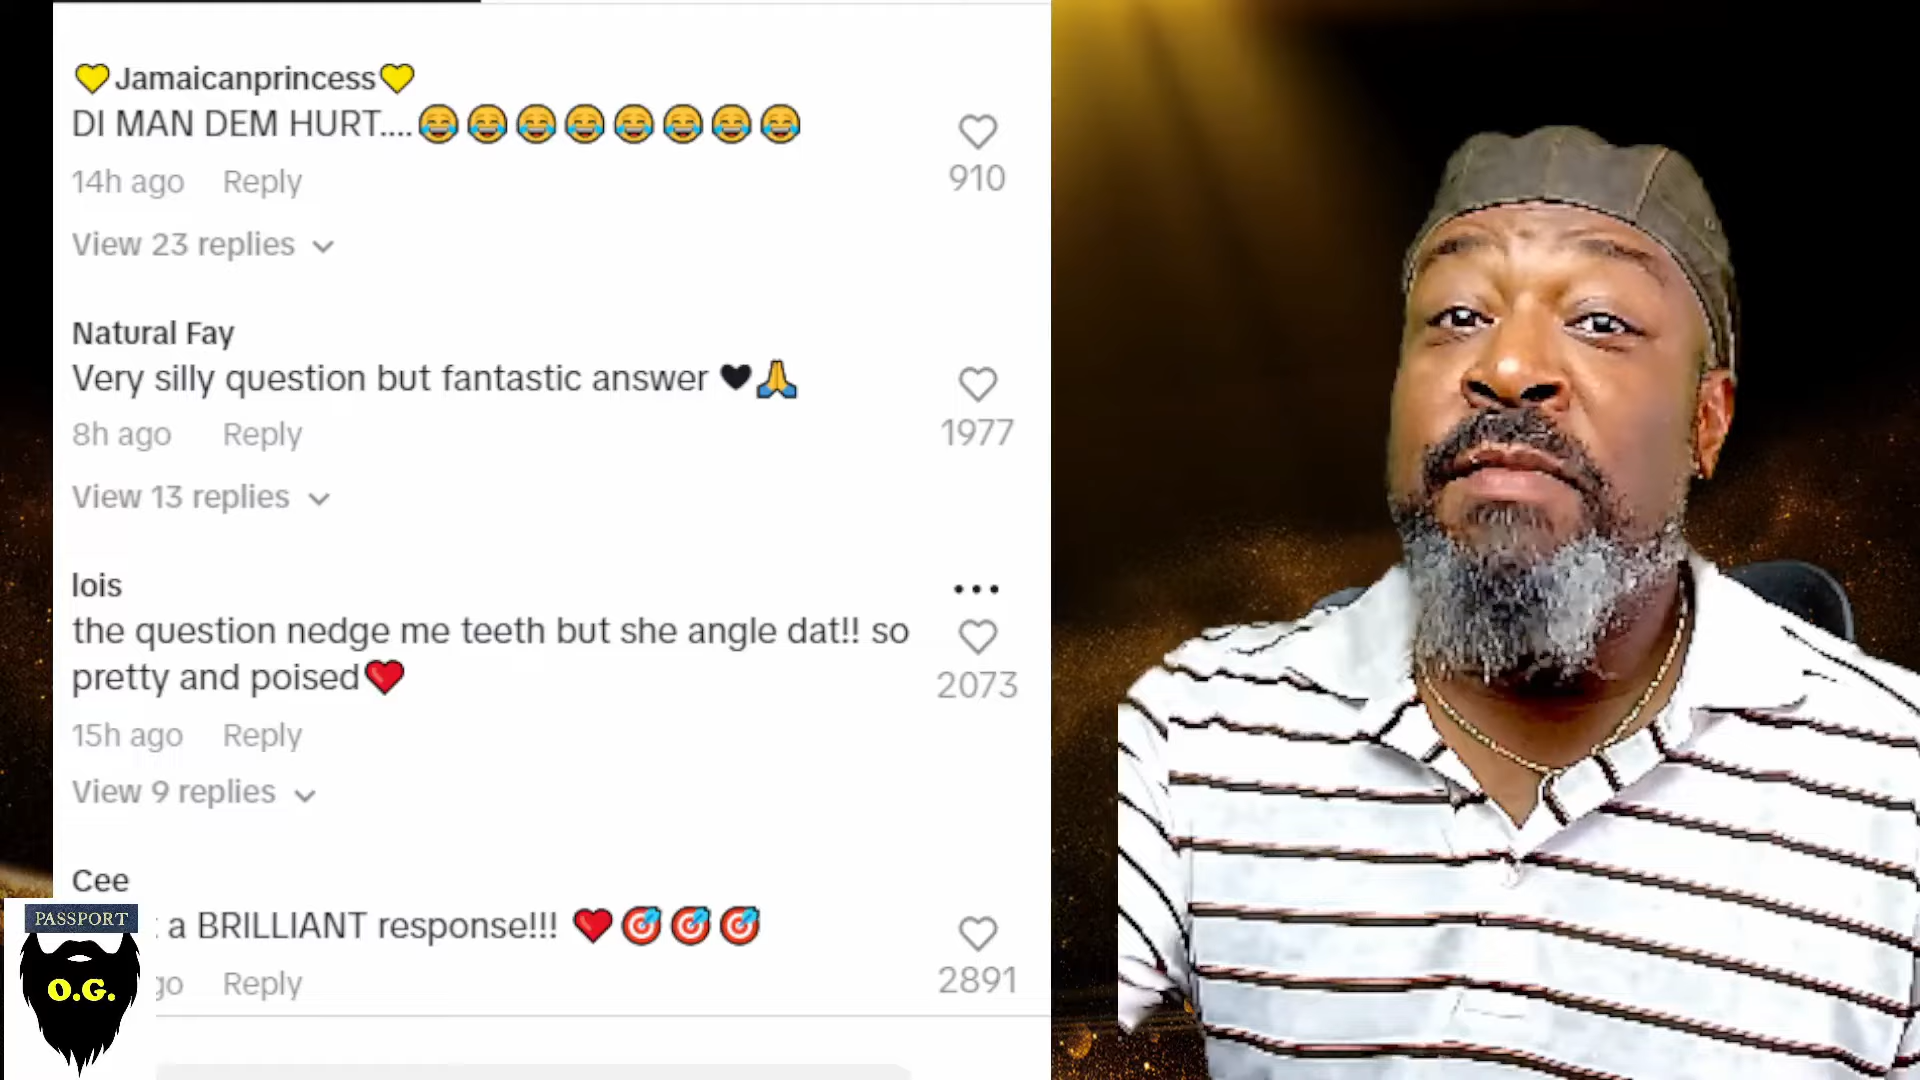 💛Jamaicanprincess💛
DI MAN DEM HURT....😂😂😂😂😂😂😂😂
910
14h ago Reply
View 23 replies
Natural Fay
Very silly question but fantastic answer 🖤🙏
1977
8h ago Reply
View 13 replies
lois
the question nedge me teeth but she angle dat!! so
pretty and poised❤️
2073
15h ago Reply
View 9 replies
Cee
a BRILLIANT response!!! ❤️🎯🎯🎯
2891
go Reply
PASSPORT
O.G.